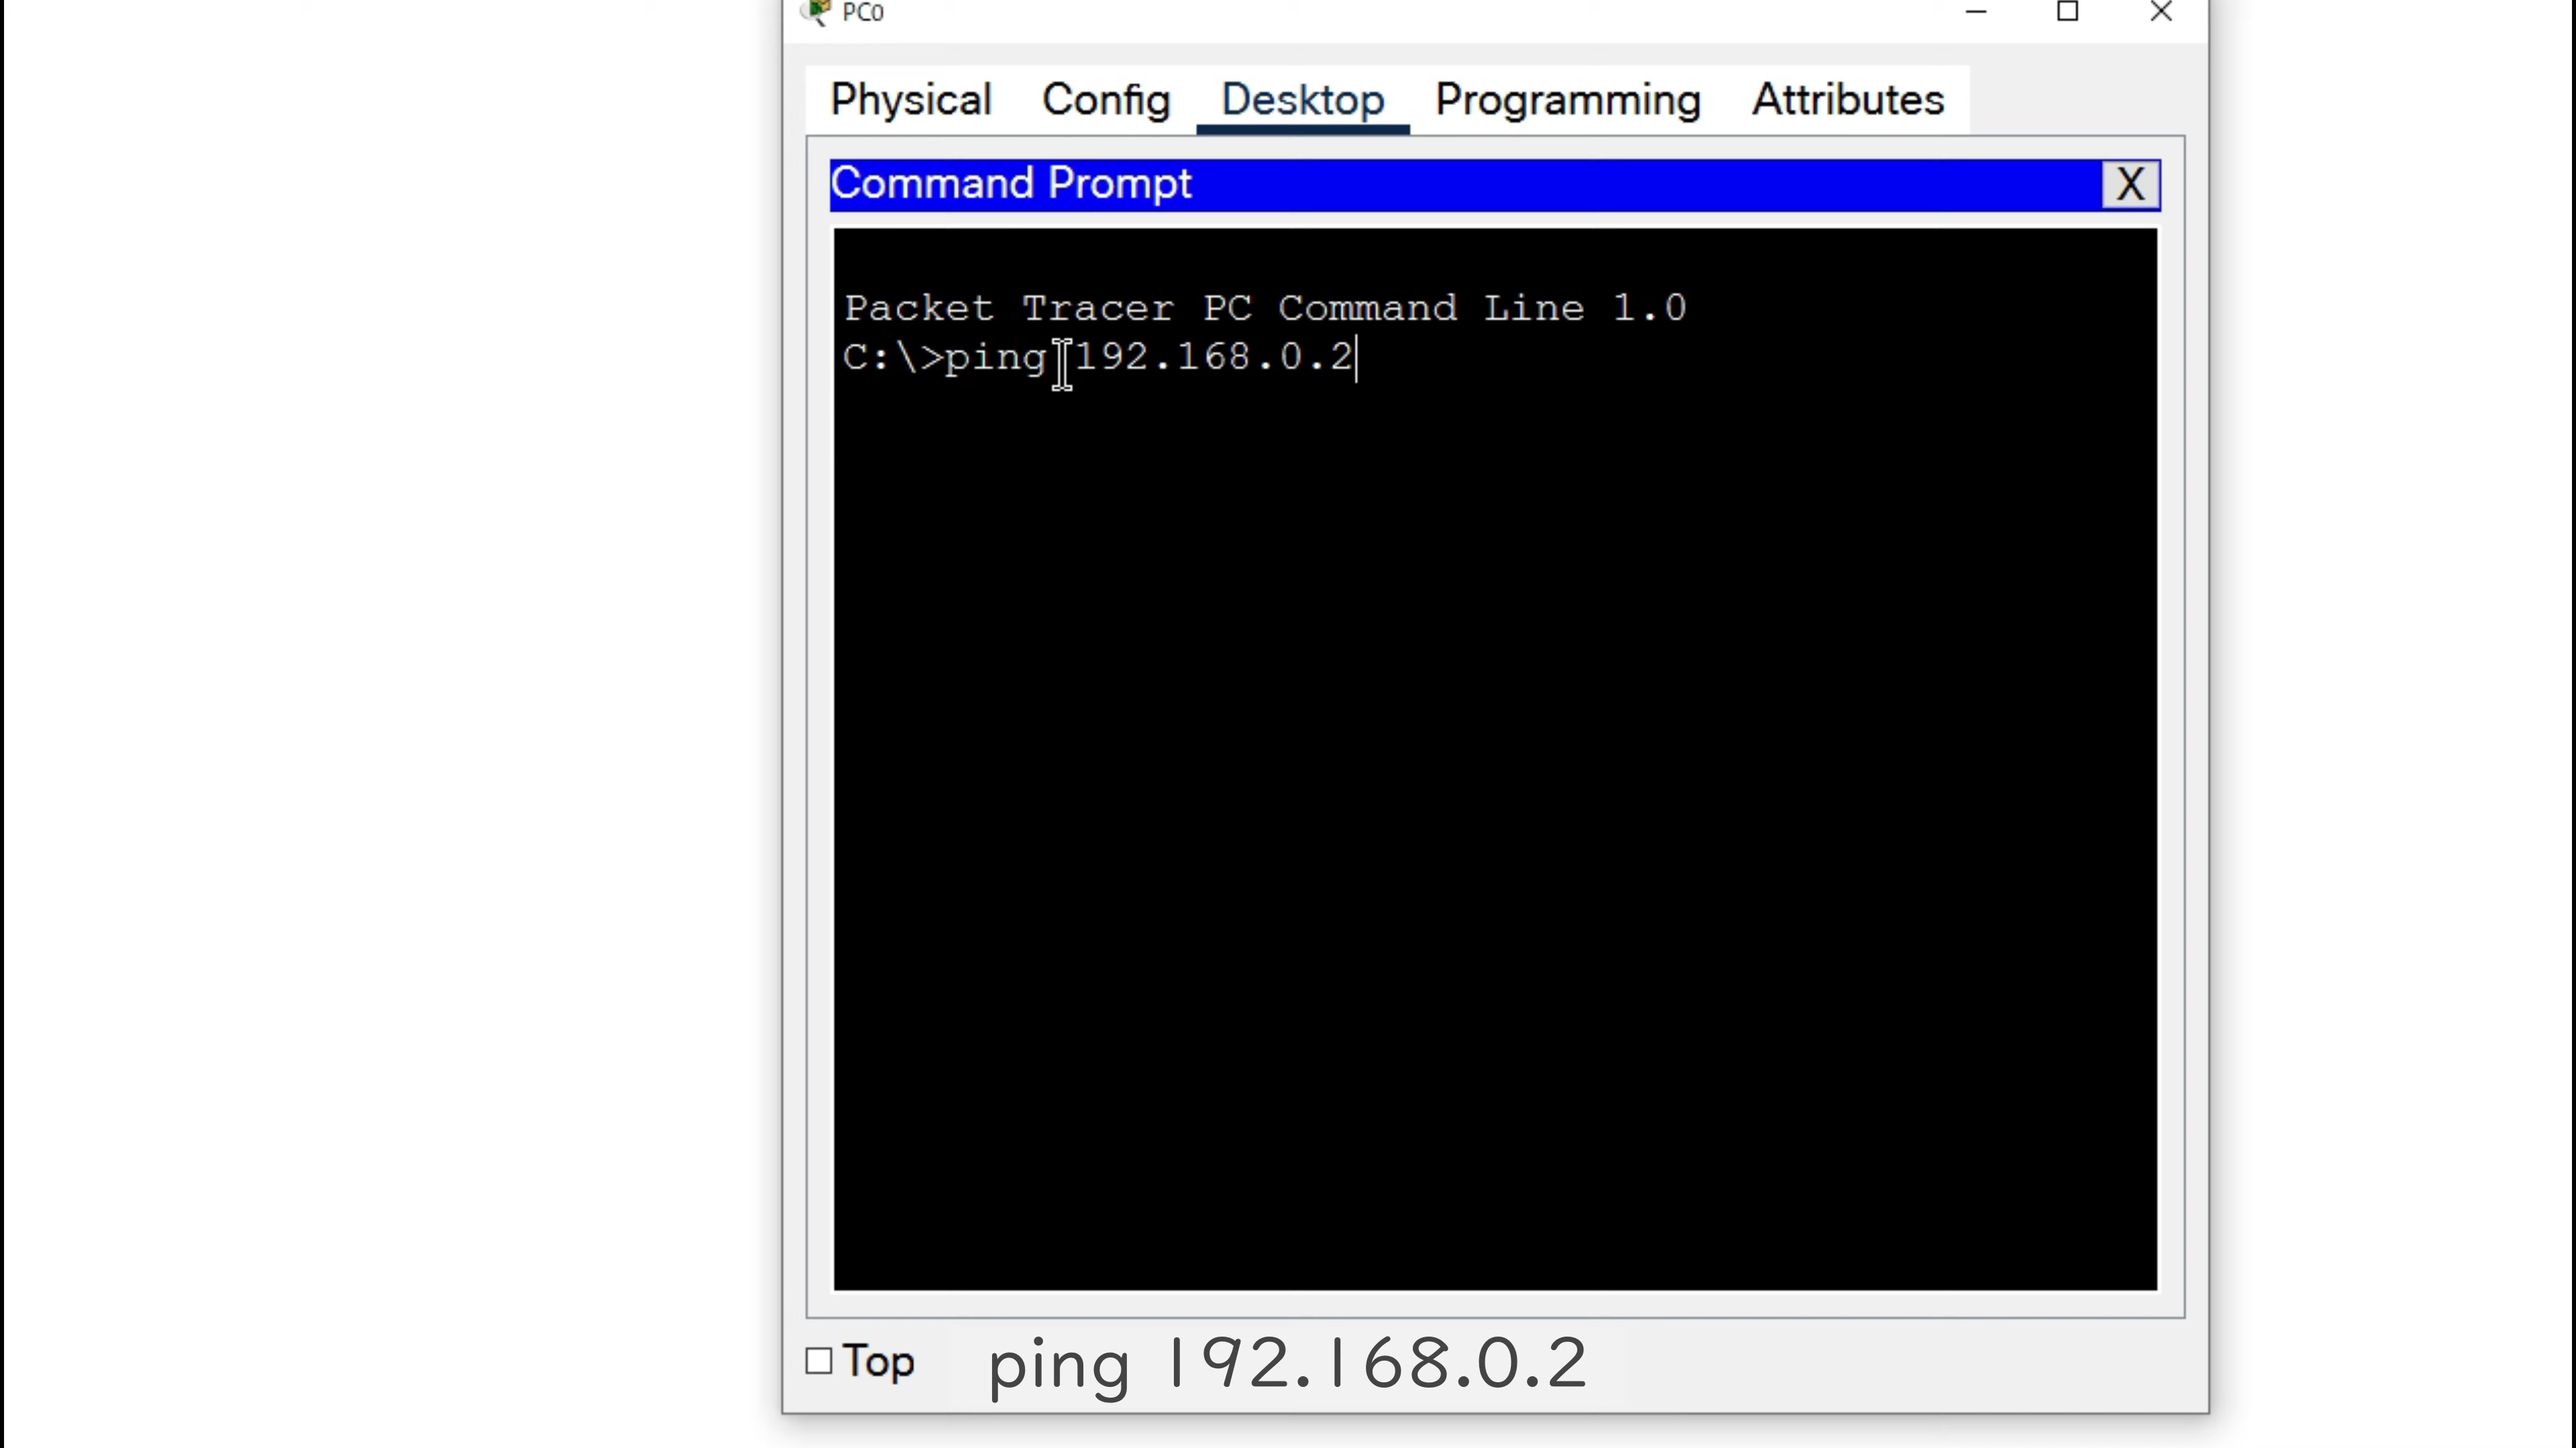 PC0
Physical Config Desktop Programming Attributes
Command Prompt X
Packet Tracer PC Command Line 1.0
C:\>ping 192.168.0.2
Top
ping 192.168.0.2